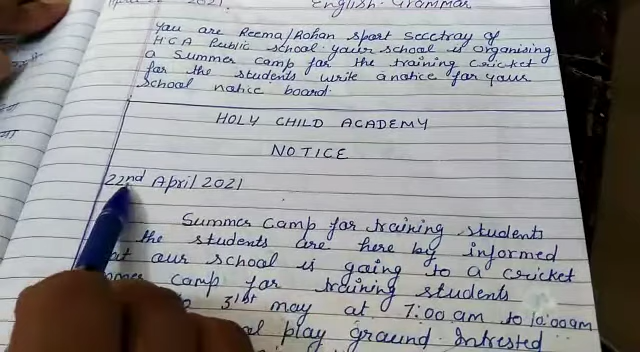 April 22 2021
English Grammar
You are Reema/Rohan sport secctray of
HCA Public school your school is organising
a summer camp for the training cricket
for the students write a notice for your
school notice board.
HOLY CHILD ACADEMY
NOTICE
22nd April 2021
Summer Camp for training students
the students are here by informed
our school is going to a cricket
camp for training students
31st may at 7:00 am to 10:00am
play ground. Intrested